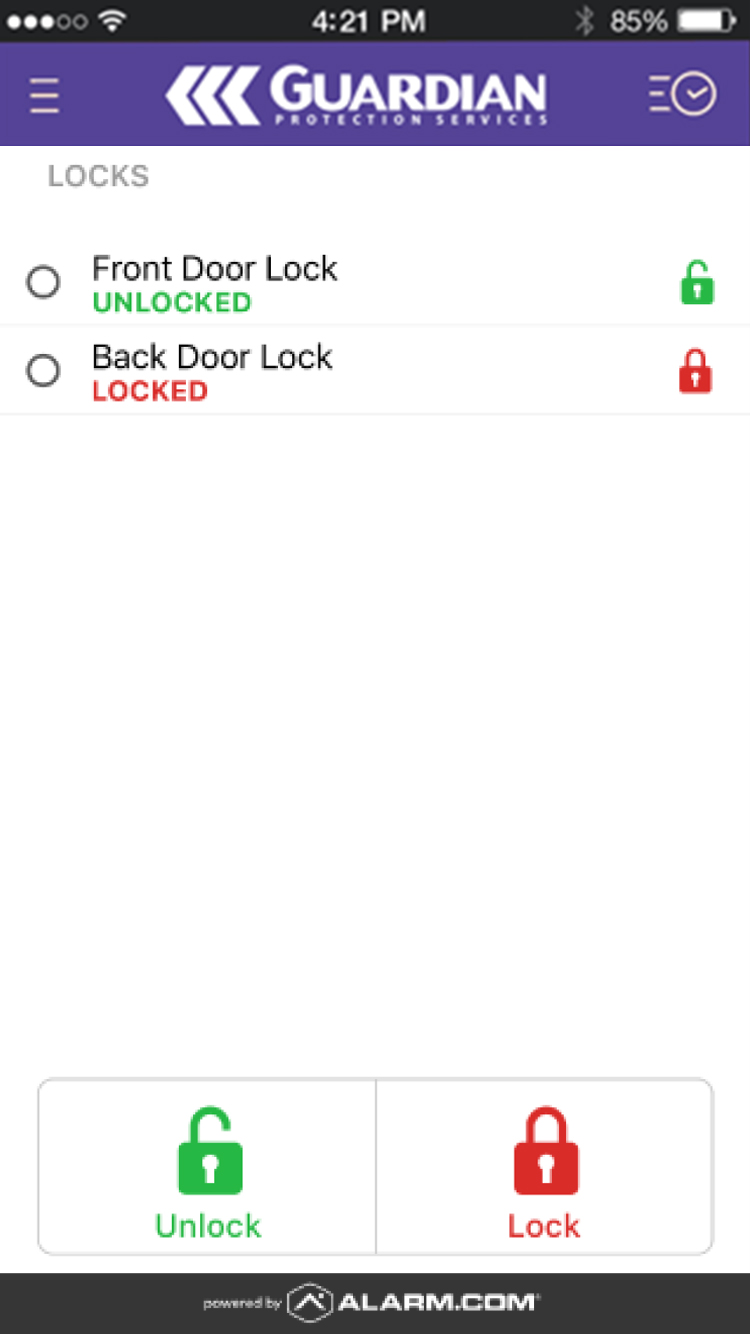 4:21 PM 85%
GUARDIAN
PROTECTION SERVICES
LOCKS
Front Door Lock
UNLOCKED
Back Door Lock
LOCKED
Unlock Lock
powered by ALARM.COM